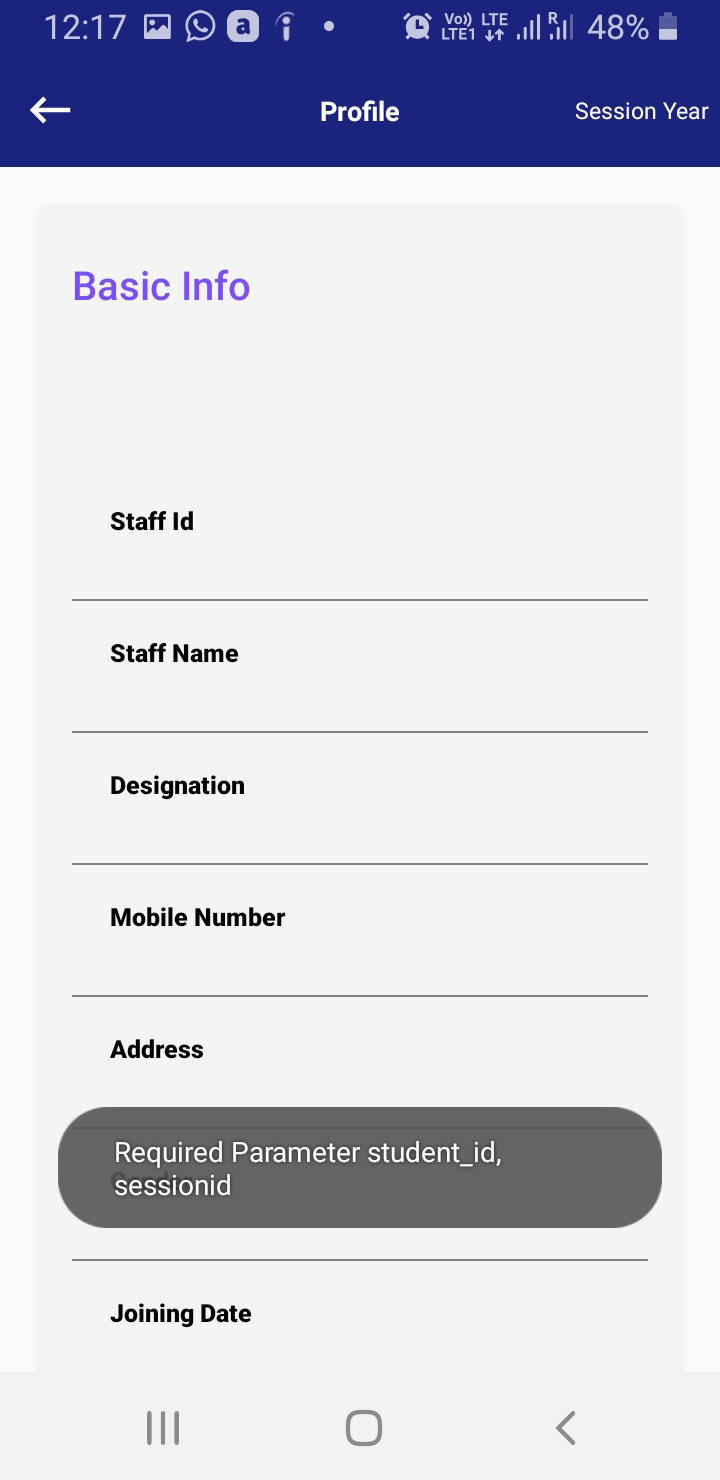 12:17 Vo)) LTE LTE1 R 48%
Profile Session Year
Basic Info
Staff Id
Staff Name
Designation
Mobile Number
Address
Required Parameter student_id,
sessionid
Joining Date